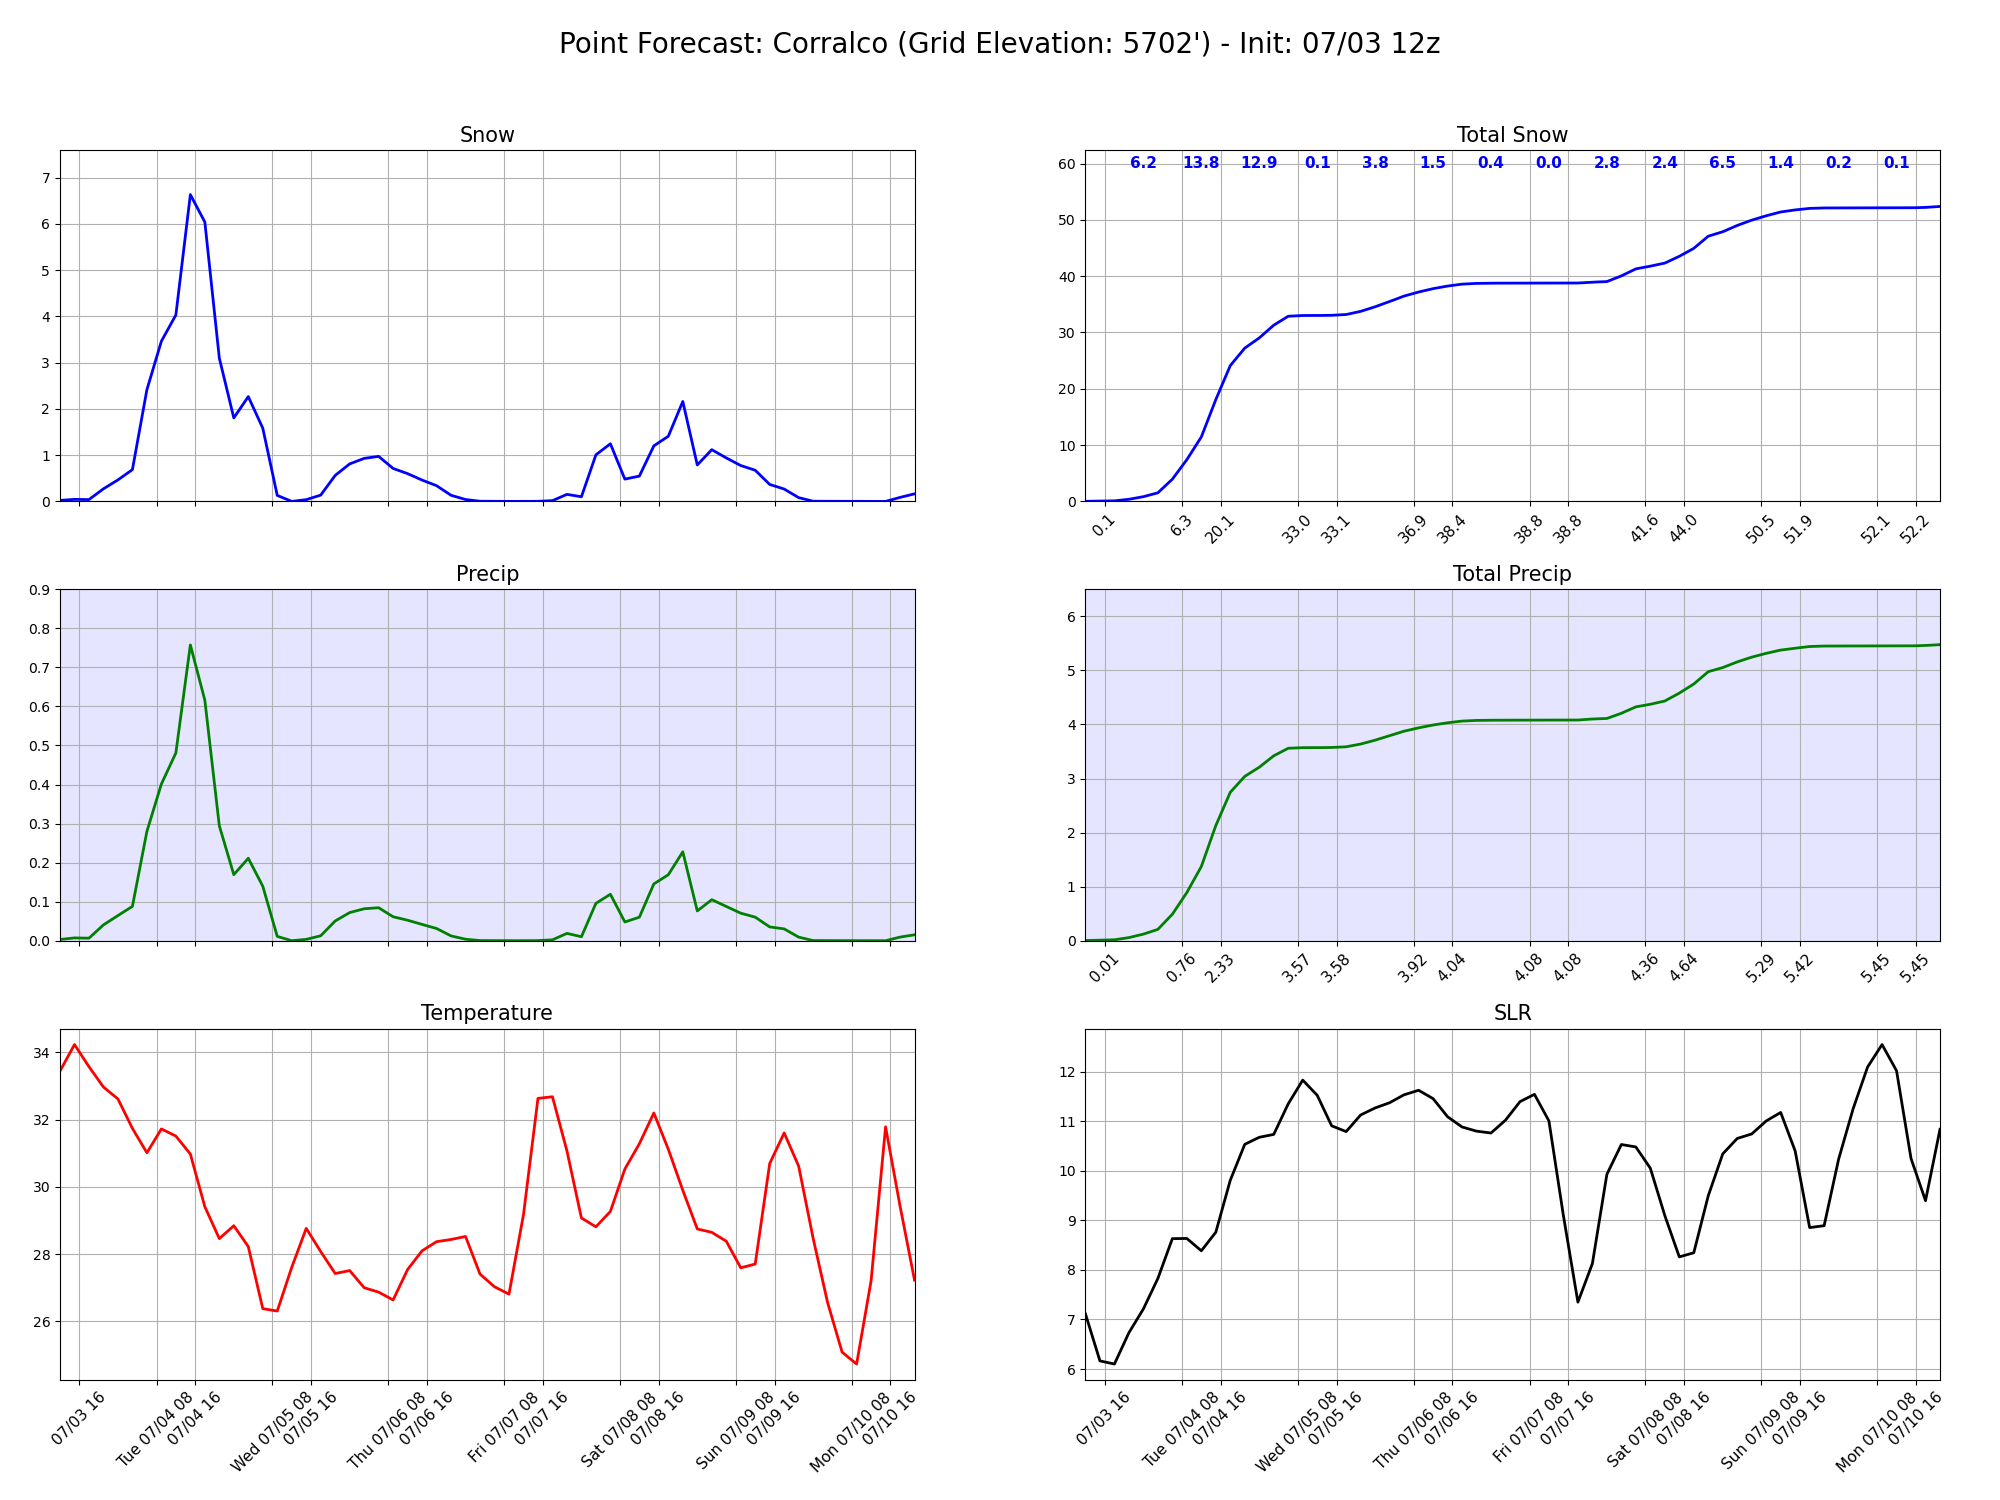 Point Forecast: Corralco (Grid Elevation: 5702') - Init: 07/03 12z
Snow
7
6
5
4
3
2
1
0
Total Snow
6.2 13.8 12.9 0.1 3.8 1.5 0.4 0.0 2.8 2.4 6.5 1.4 0.2 0.1
60
50
40
30
20
10
0
0.1 6.3 20.1 33.0 33.1 36.9 38.4 38.8 38.8 41.6 44.0 50.5 51.9 52.1 52.2
Precip
0.9
0.8
0.7
0.6
0.5
0.4
0.3
0.2
0.1
0.0
Total Precip
6
5
4
3
2
1
0
0.01 0.76 2.33 3.57 3.58 3.92 4.04 4.08 4.08 4.36 4.64 5.29 5.42 5.45 5.45
Temperature
34
32
30
28
26
07/03 16
Tue 07/04 08
07/04 16
Wed 07/05 08
07/05 16
Thu 07/06 08
07/06 16
Fri 07/07 08
07/07 16
Sat 07/08 08
07/08 16
Sun 07/09 08
07/09 16
Mon 07/10 08
07/10 16
SLR
12
11
10
9
8
7
6
07/03 16
Tue 07/04 08
07/04 16
Wed 07/05 08
07/05 16
Thu 07/06 08
07/06 16
Fri 07/07 08
07/07 16
Sat 07/08 08
07/08 16
Sun 07/09 08
07/09 16
Mon 07/10 08
07/10 16